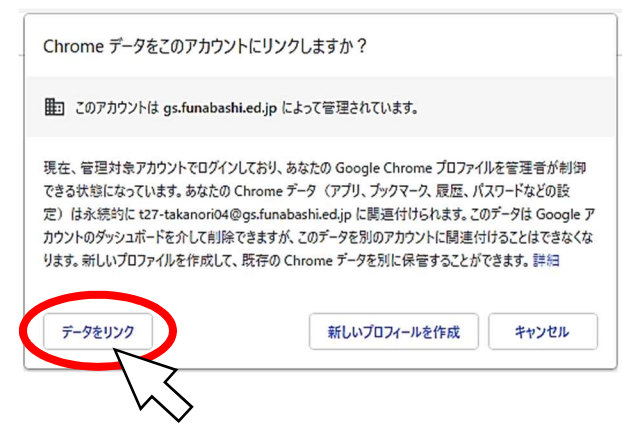 Chrome データをこのアカウントにリンクしますか？
このアカウントは gs.funabashi.ed.jp によって管理されています。
現在、管理対象アカウントでログインしており、あなたの Google Chrome プロファイルを管理者が制御
できる状態になっています。あなたの Chrome データ（アプリ、ブックマーク、履歴、パスワードなどの設
定）は永続的に t27-takanori04@gs.funabashi.ed.jp に関連付けられます。このデータは Google ア
カウントのダッシュボードを介して削除できますが、このデータを別のアカウントに関連付けることはできなくな
ります。新しいプロファイルを作成して、既存の Chrome データを別に保管することができます。詳細
データをリンク
新しいプロフィールを作成
キャンセル